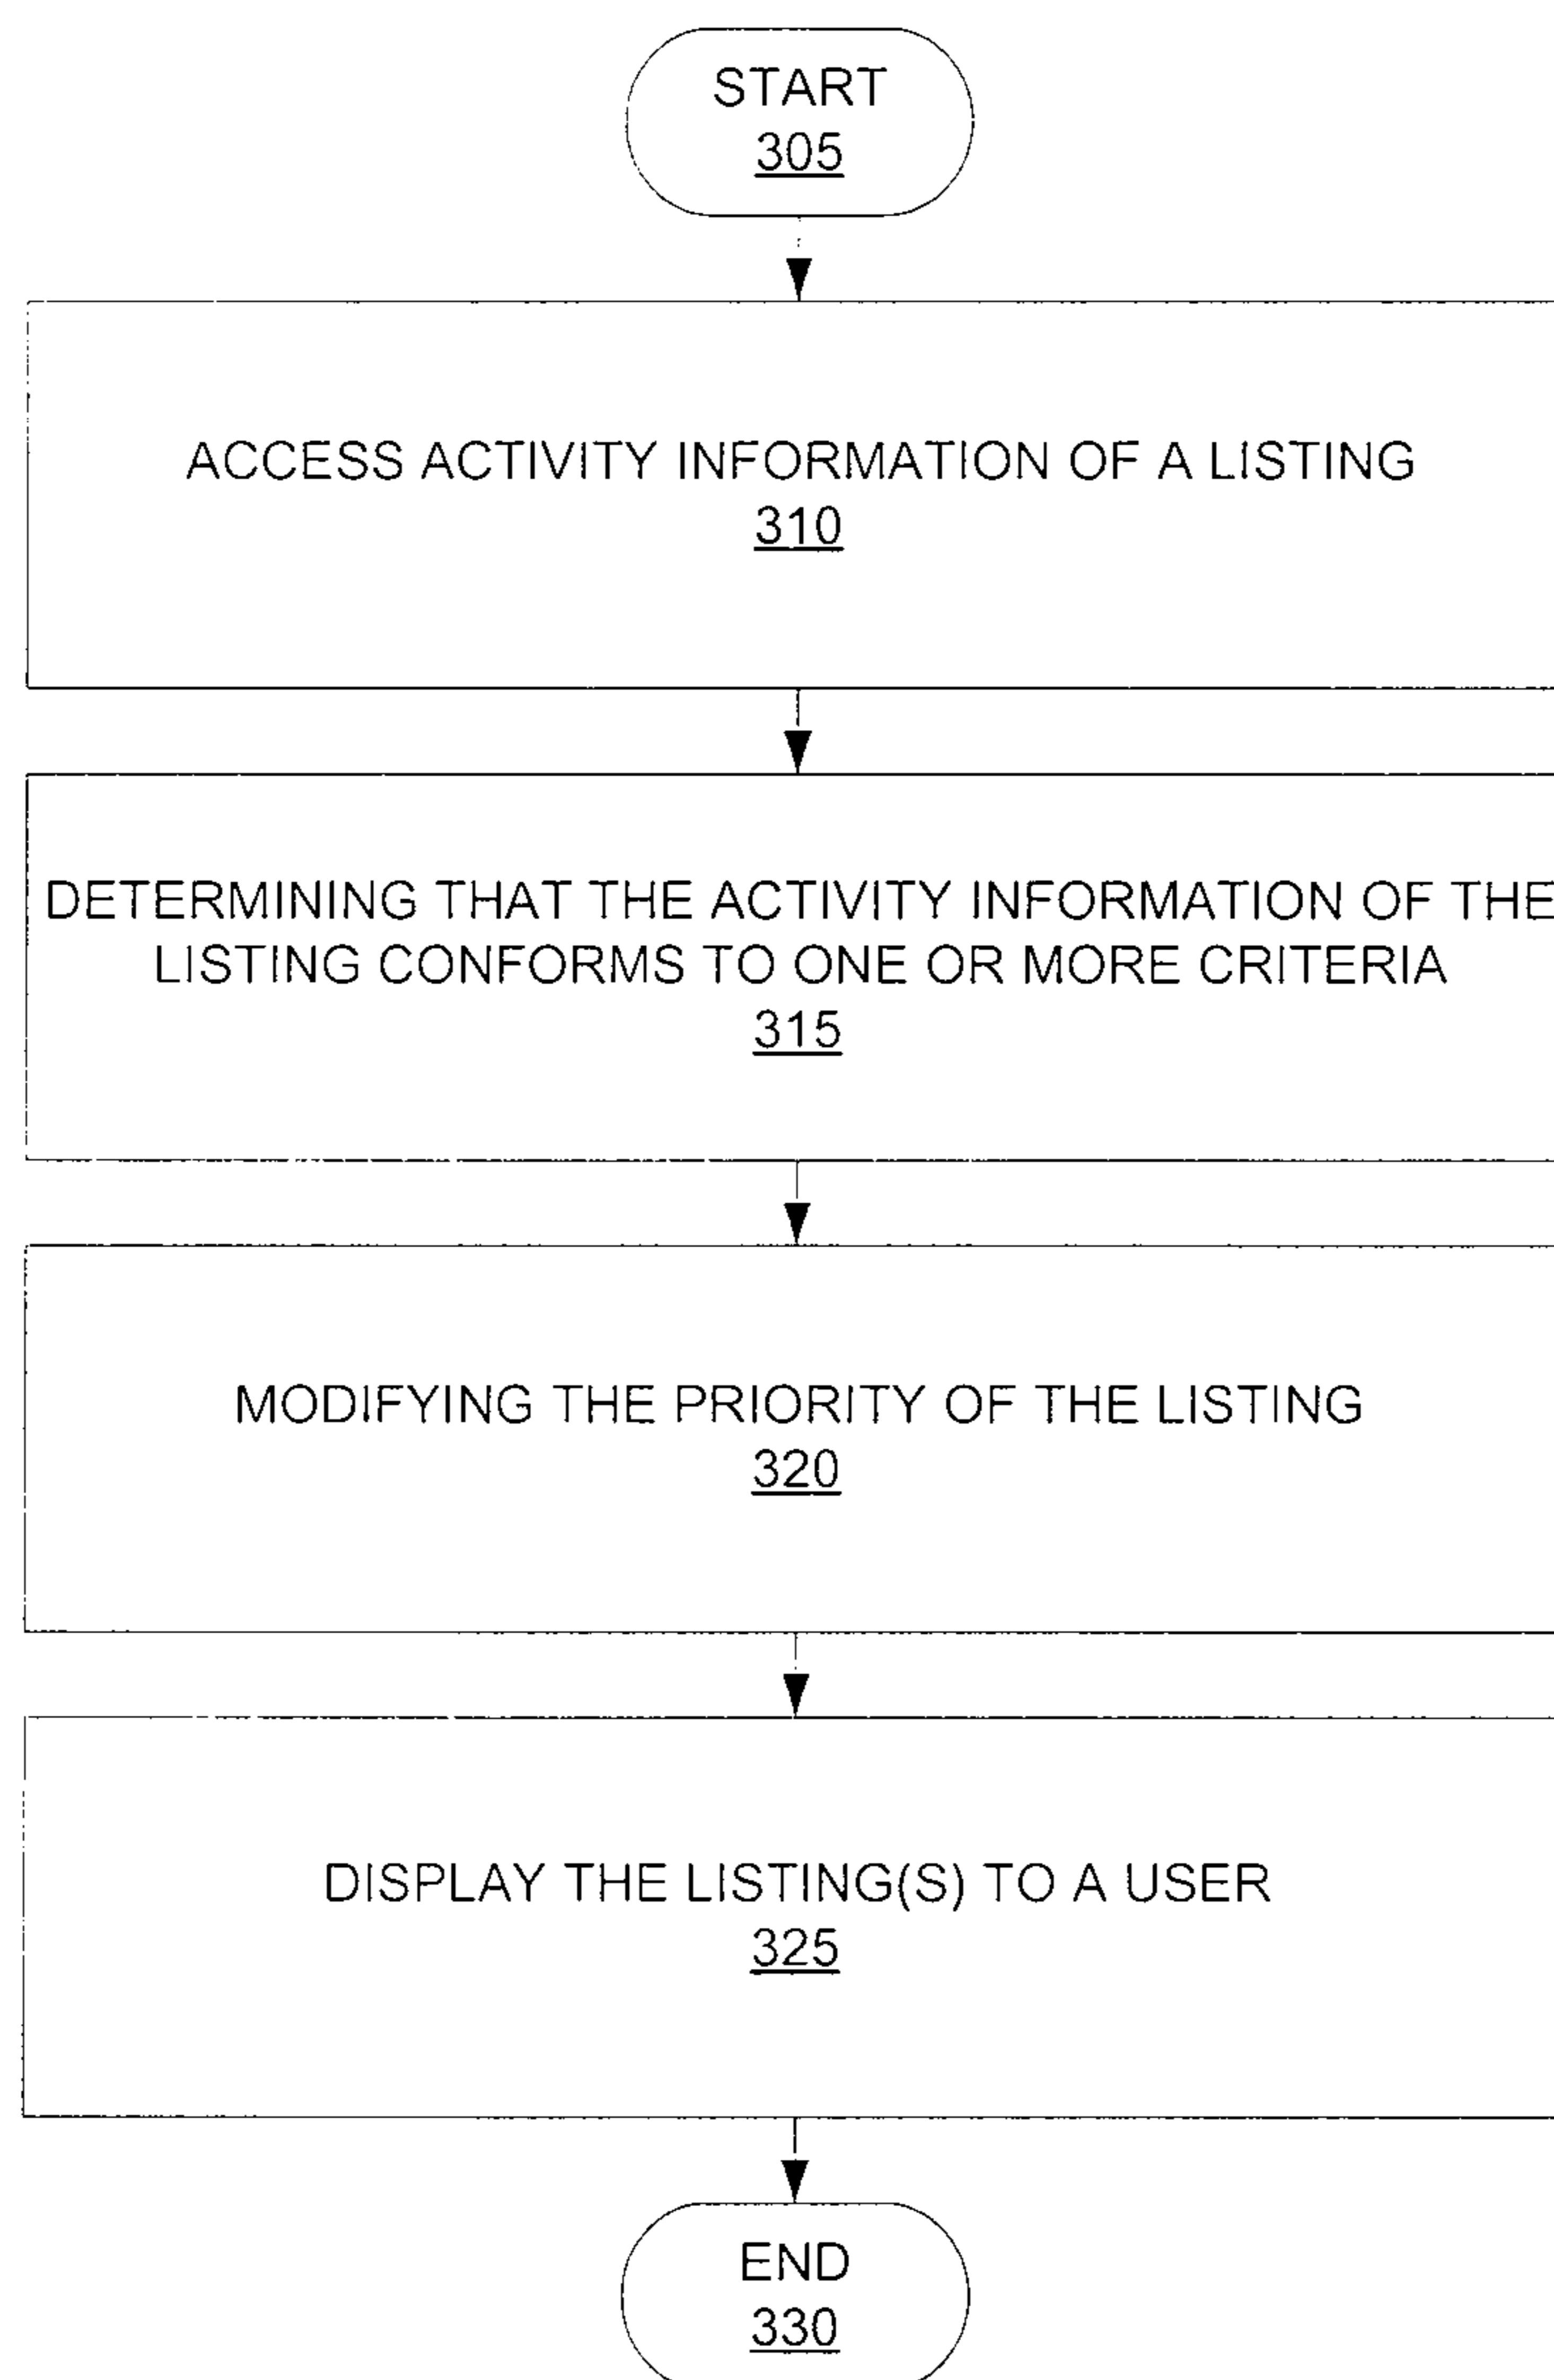 START
305
ACCESS ACTIVITY INFORMATION OF A LISTING
310
DETERMINING THAT THE ACTIVITY INFORMATION OF THE
LISTING CONFORMS TO ONE OR MORE CRITERIA
315
MODIFYING THE PRIORITY OF THE LISTING
320
DISPLAY THE LISTING(S) TO A USER
325
END
330